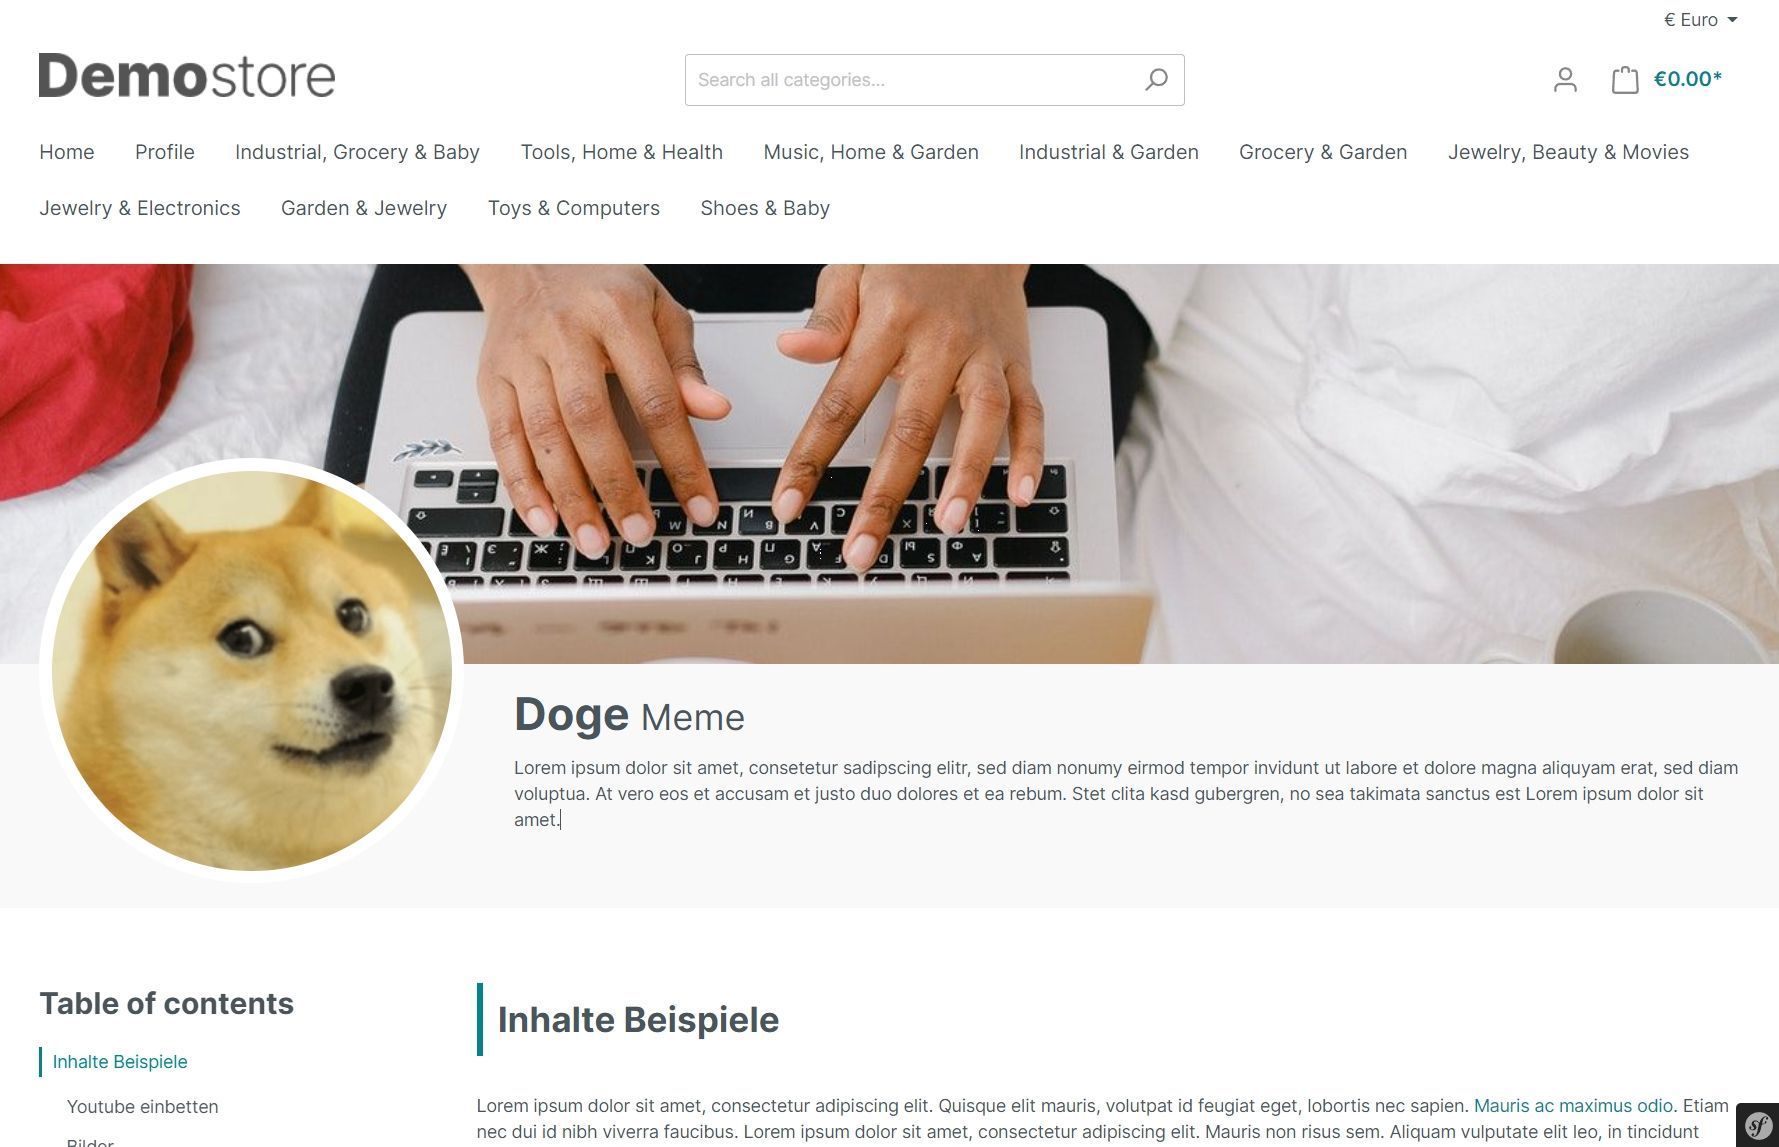 € Euro
Demostore
Search all categories...
€0.00*
Home Profile Industrial, Grocery & Baby Tools, Home & Health Music, Home & Garden Industrial & Garden Grocery & Garden Jewelry, Beauty & Movies
Jewelry & Electronics Garden & Jewelry Toys & Computers Shoes & Baby
Doge Meme
Lorem ipsum dolor sit amet, consetetur sadipscing elitr, sed diam nonumy eirmod tempor invidunt ut labore et dolore magna aliquyam erat, sed diam
voluptua. At vero eos et accusam et justo duo dolores et ea rebum. Stet clita kasd gubergren, no sea takimata sanctus est Lorem ipsum dolor sit
amet.
Table of contents
Inhalte Beispiele
Youtube einbetten
Bilder
Inhalte Beispiele
Lorem ipsum dolor sit amet, consectetur adipiscing elit. Quisque elit mauris, volutpat id feugiat eget, lobortis nec sapien. Mauris ac maximus odio. Etiam
nec dui id nibh viverra faucibus. Lorem ipsum dolor sit amet, consectetur adipiscing elit. Mauris non risus sem. Aliquam vulputate elit leo, in tincidunt
sf